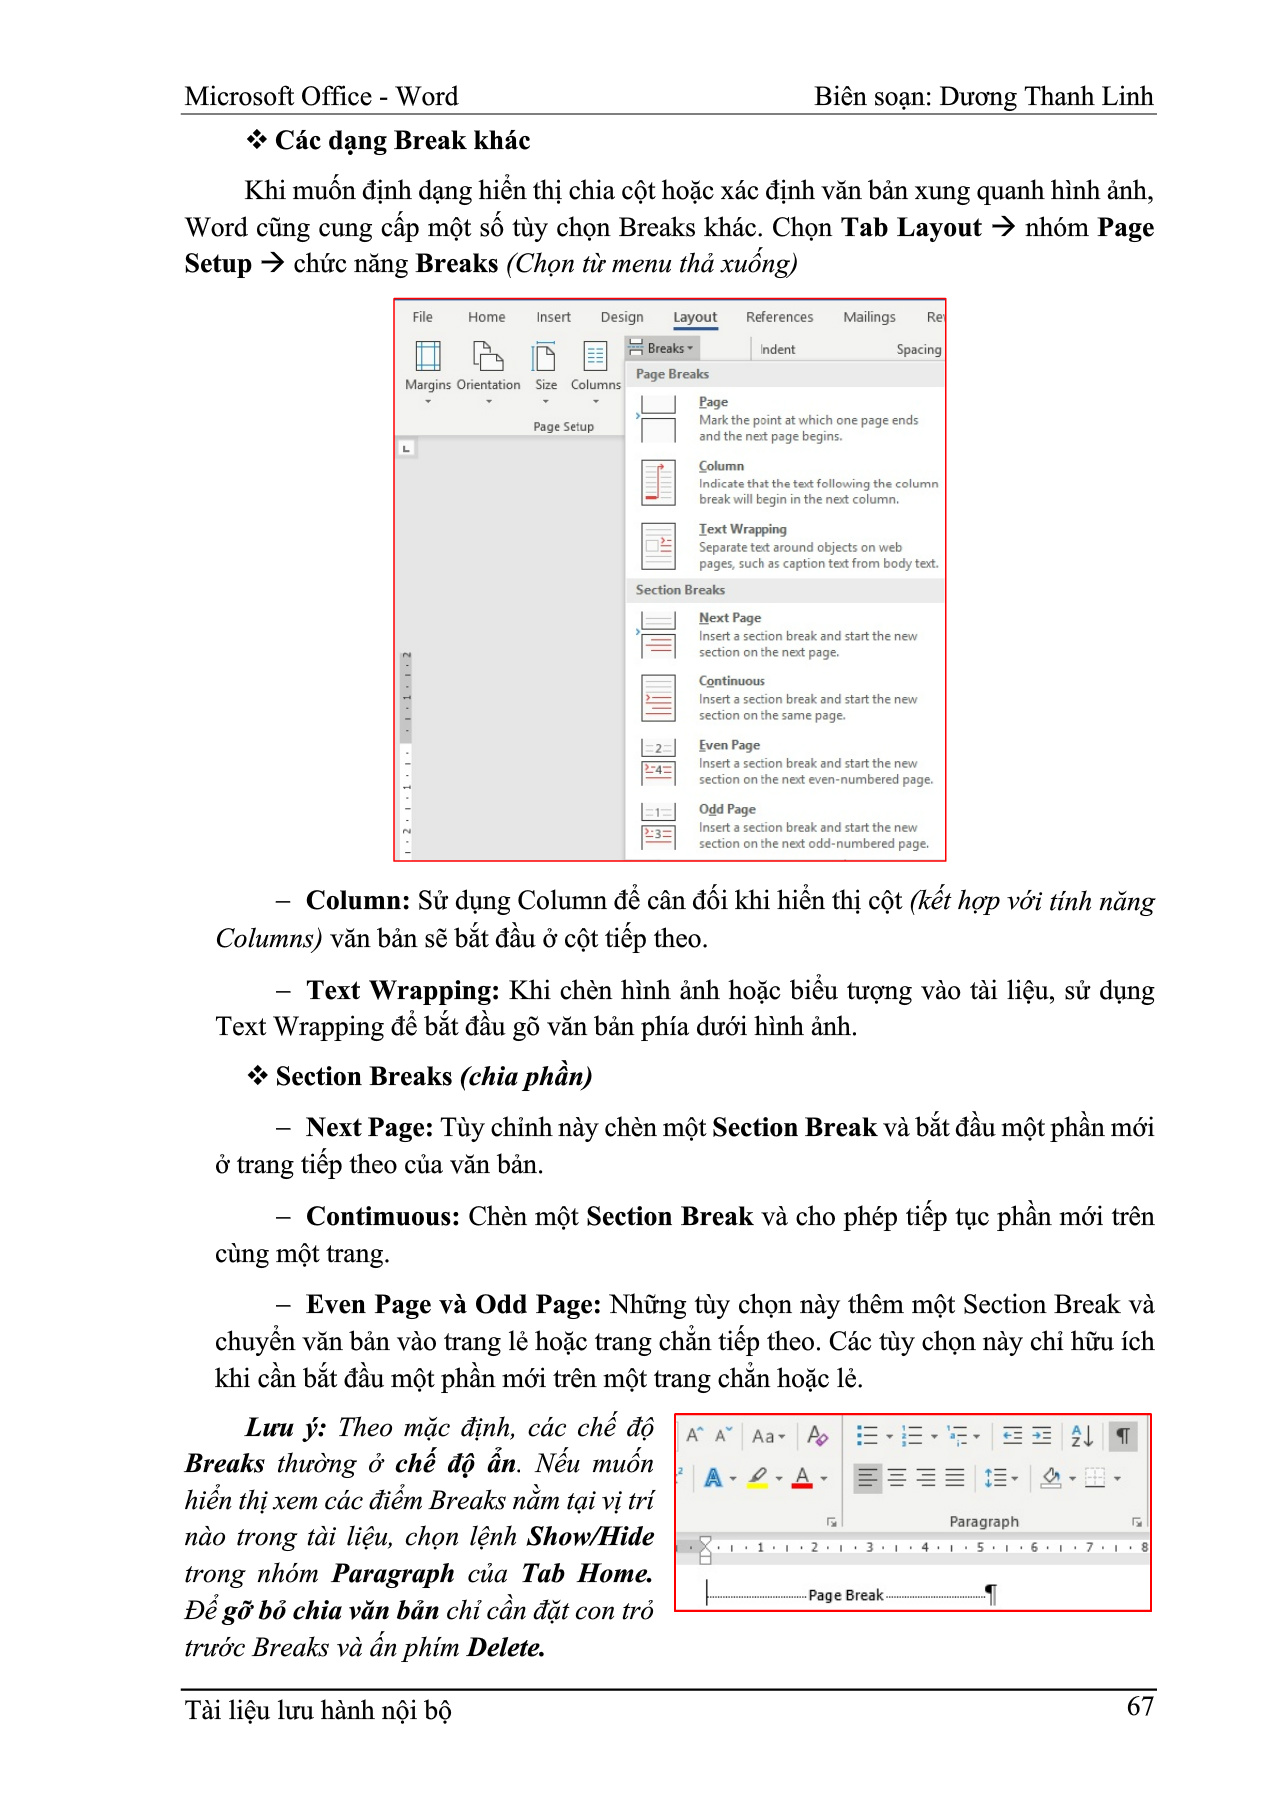 Microsoft Office - Word Biên soạn: Dương Thanh Linh
❖ Các dạng Break khác
Khi muốn định dạng hiển thị chia cột hoặc xác định văn bản xung quanh hình ảnh,
Word cũng cung cấp một số tùy chọn Breaks khác. Chọn Tab Layout → nhóm Page
Setup → chức năng Breaks (Chọn từ menu thả xuống)
File Home Insert Design Layout References Mailings Re
Breaks Indent Spacing
Margins Orientation Size Columns
Page Setup
Page Breaks
Page
Mark the point at which one page ends
and the next page begins.
Column
Indicate that the text following the column
break will begin in the next column.
Text Wrapping
Separate text around objects on web
pages, such as caption text from body text.
Section Breaks
Next Page
Insert a section break and start the new
section on the next page.
Continuous
Insert a section break and start the new
section on the same page.
Even Page
Insert a section break and start the new
section on the next even-numbered page.
Odd Page
Insert a section break and start the new
section on the next odd-numbered page.
– Column: Sử dụng Column để cân đối khi hiển thị cột (kết hợp với tính năng
Columns) văn bản sẽ bắt đầu ở cột tiếp theo.
– Text Wrapping: Khi chèn hình ảnh hoặc biểu tượng vào tài liệu, sử dụng
Text Wrapping để bắt đầu gõ văn bản phía dưới hình ảnh.
❖ Section Breaks (chia phần)
– Next Page: Tùy chỉnh này chèn một Section Break và bắt đầu một phần mới
ở trang tiếp theo của văn bản.
– Contimuous: Chèn một Section Break và cho phép tiếp tục phần mới trên
cùng một trang.
– Even Page và Odd Page: Những tùy chọn này thêm một Section Break và
chuyển văn bản vào trang lẻ hoặc trang chẵn tiếp theo. Các tùy chọn này chỉ hữu ích
khi cần bắt đầu một phần mới trên một trang chẵn hoặc lẻ.
Lưu ý: Theo mặc định, các chế độ
Breaks thường ở chế độ ẩn. Nếu muốn
hiển thị xem các điểm Breaks nằm tại vị trí
nào trong tài liệu, chọn lệnh Show/Hide
trong nhóm Paragraph của Tab Home.
Để gỡ bỏ chia văn bản chỉ cần đặt con trỏ
trước Breaks và ấn phím Delete.
Aa
Paragraph
1 2 3 4 5 6 7 8
Page Break ¶
Tài liệu lưu hành nội bộ 67